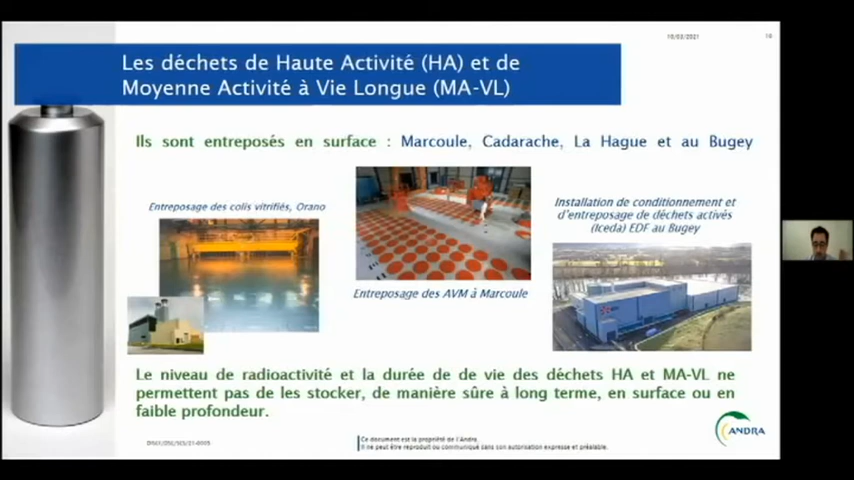 10/03/2021
10
Les déchets de Haute Activité (HA) et de
Moyenne Activité à Vie Longue (MA-VL)
Ils sont entreposés en surface : Marcoule, Cadarache, La Hague et au Bugey
Entreposage des colis vitrifiés, Orano
Entreposage des AVM à Marcoule
Installation de conditionnement et
d'entreposage de déchets activés
(Iceda) EDF au Bugey
Le niveau de radioactivité et la durée de de vie des déchets HA et MA-VL ne
permettent pas de les stocker, de manière sûre à long terme, en surface ou en
faible profondeur.
Ce document est la propriété de l'Andra.
Il ne peut être reproduit ou communiqué sans son autorisation expresse et préalable.
ANDRA